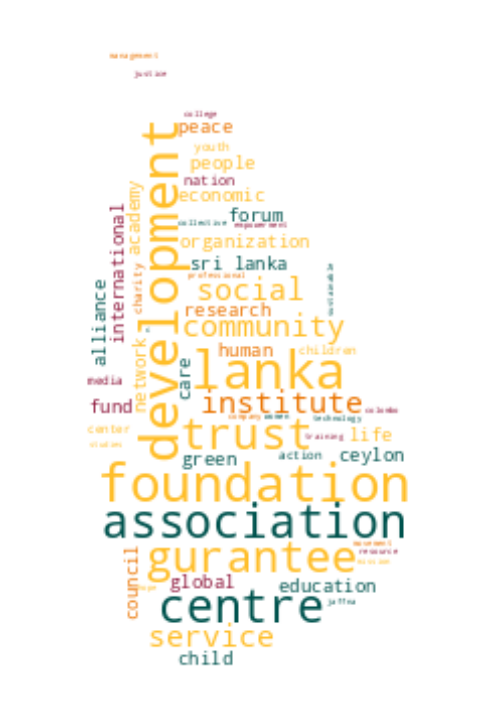 management
justice
college
peace
youth
people
nation
economic
collective
forum
empowerment
organization
sri lanka
professional
social
research
community
development
academy
international
charity
alliance
network
human
children
care
lanka
media
fund
institute
colombo
company
women
technology
center
studies
trust
training
life
green
action
ceylon
foundation
association
gurantee
movement
resource
mission
council
global
education
centre
jaffna
service
child